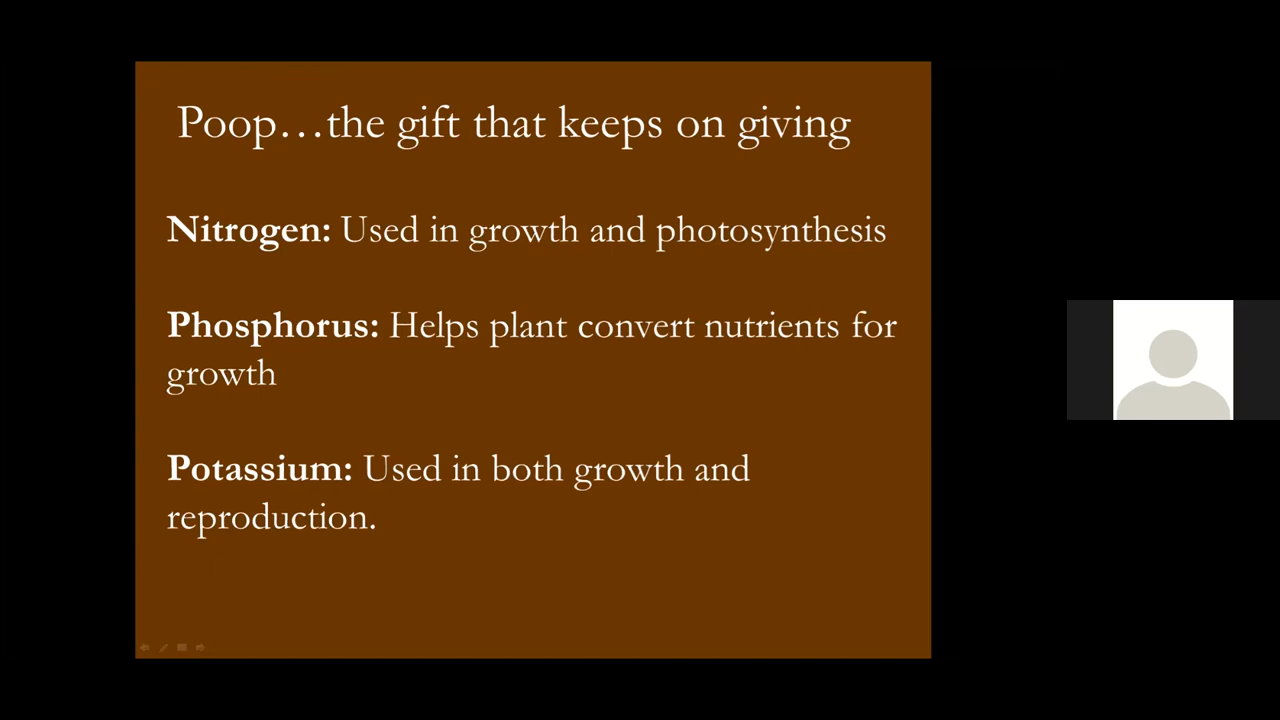 Poop…the gift that keeps on giving
Nitrogen: Used in growth and photosynthesis
Phosphorus: Helps plant convert nutrients for
growth
Potassium: Used in both growth and
reproduction.